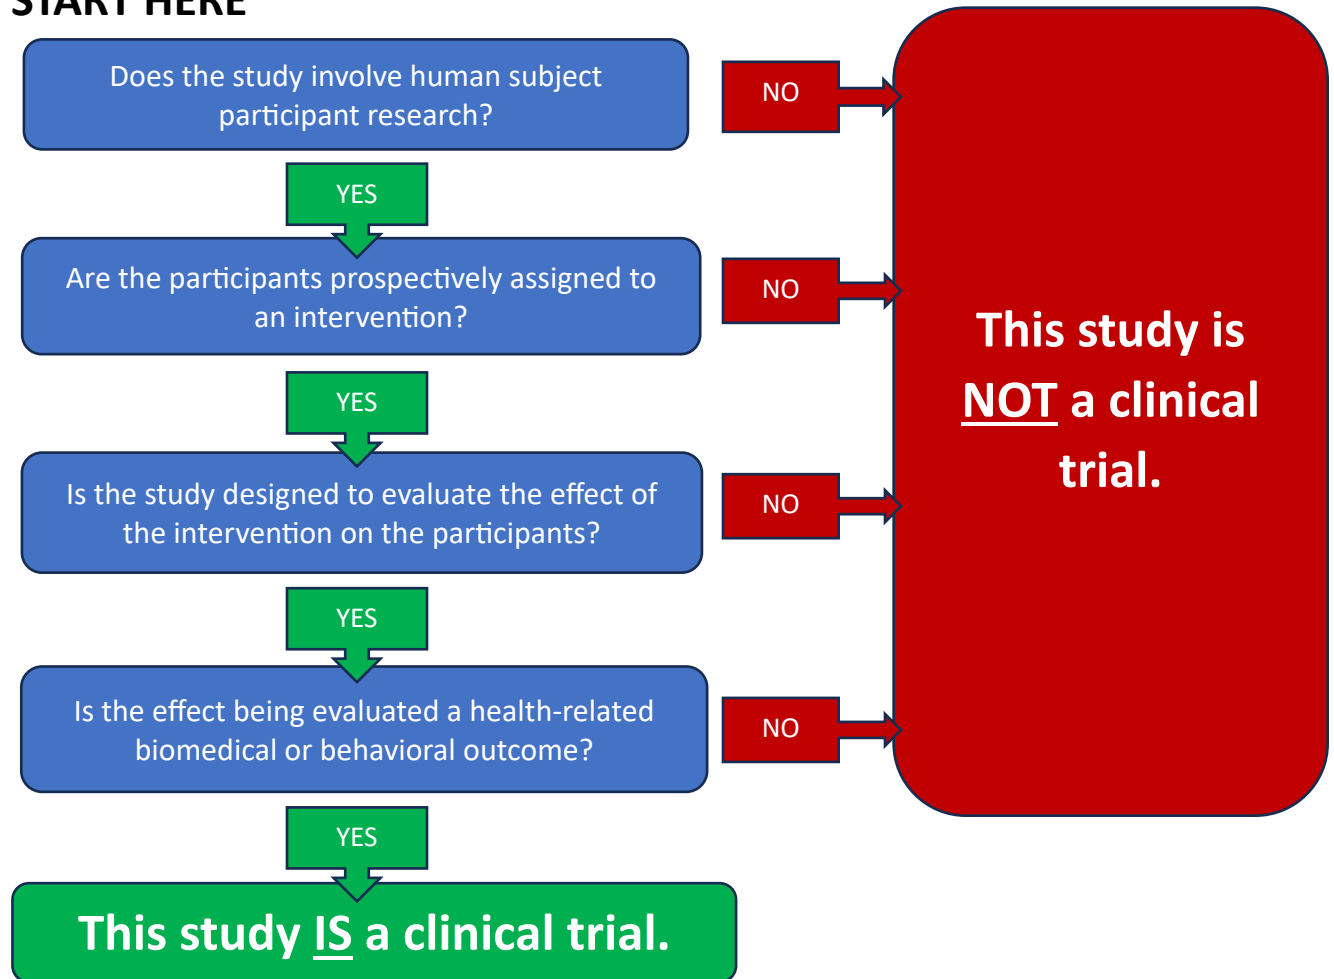 START HERE
Does the study involve human subject
participant research?
NO
YES
Are the participants prospectively assigned to
an intervention?
NO
YES
Is the study designed to evaluate the effect of
the intervention on the participants?
NO
YES
Is the effect being evaluated a health-related
biomedical or behavioral outcome?
NO
YES
This study IS a clinical trial.
This study is
NOT a clinical
trial.